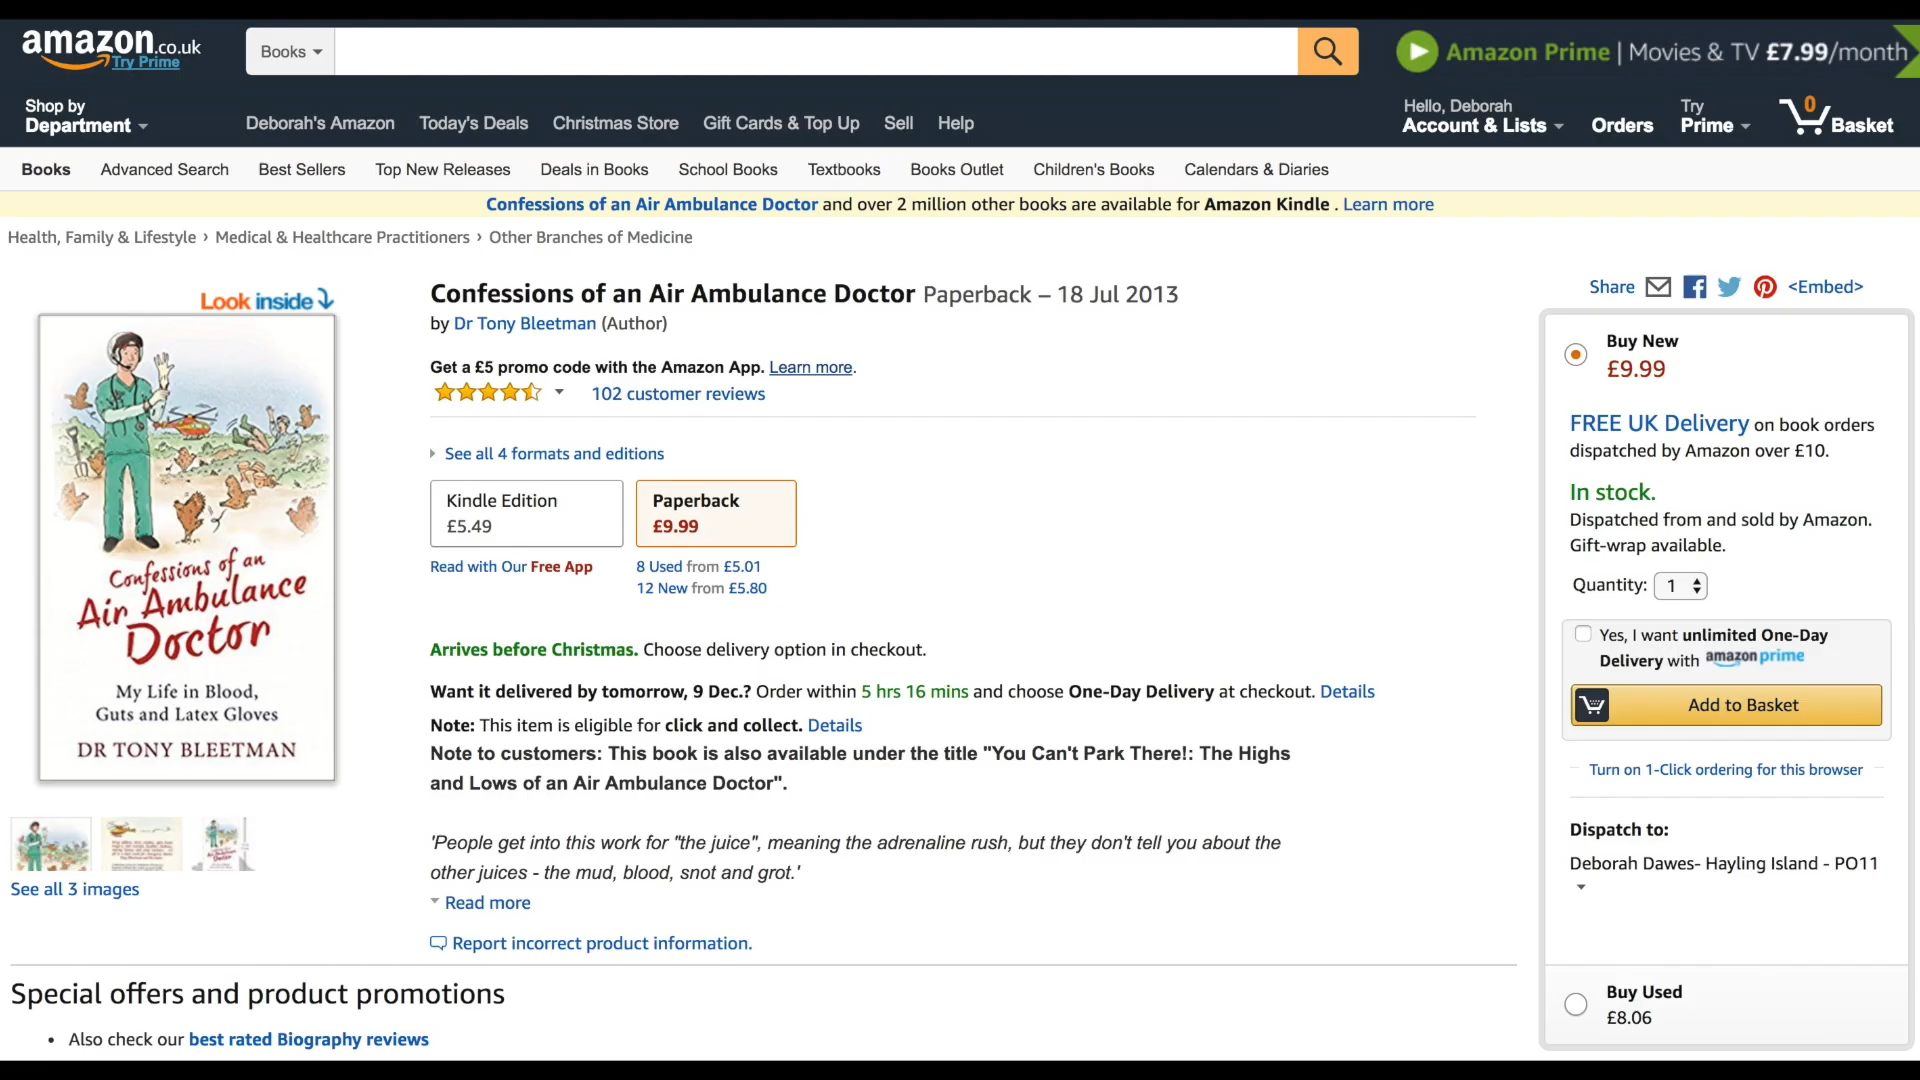 amazon.co.uk
Try Prime
Books
Amazon Prime | Movies & TV £7.99/month
Shop by
Department
Deborah's Amazon Today's Deals Christmas Store Gift Cards & Top Up Sell Help
Hello, Deborah
Account & Lists
Orders
Try
Prime
0
Basket
Books Advanced Search Best Sellers Top New Releases Deals in Books School Books Textbooks Books Outlet Children's Books Calendars & Diaries
Confessions of an Air Ambulance Doctor and over 2 million other books are available for Amazon Kindle . Learn more
Health, Family & Lifestyle › Medical & Healthcare Practitioners › Other Branches of Medicine
Look inside
Confessions of an
Air Ambulance
Doctor
My Life in Blood,
Guts and Latex Gloves
DR TONY BLEETMAN
See all 3 images
Confessions of an Air Ambulance Doctor Paperback – 18 Jul 2013
by Dr Tony Bleetman (Author)
Get a £5 promo code with the Amazon App. Learn more.
102 customer reviews
See all 4 formats and editions
Kindle Edition
£5.49
Paperback
£9.99
Read with Our Free App
8 Used from £5.01
12 New from £5.80
Arrives before Christmas. Choose delivery option in checkout.
Want it delivered by tomorrow, 9 Dec.? Order within 5 hrs 16 mins and choose One-Day Delivery at checkout. Details
Note: This item is eligible for click and collect. Details
Note to customers: This book is also available under the title "You Can't Park There!: The Highs
and Lows of an Air Ambulance Doctor".
'People get into this work for "the juice", meaning the adrenaline rush, but they don't tell you about the
other juices - the mud, blood, snot and grot.'
Read more
Report incorrect product information.
Share <Embed>
Buy New
£9.99
FREE UK Delivery on book orders
dispatched by Amazon over £10.
In stock.
Dispatched from and sold by Amazon.
Gift-wrap available.
Quantity: 1
Yes, I want unlimited One-Day
Delivery with amazon prime
Add to Basket
Turn on 1-Click ordering for this browser
Dispatch to:
Deborah Dawes- Hayling Island - PO11
Buy Used
£8.06
Special offers and product promotions
• Also check our best rated Biography reviews